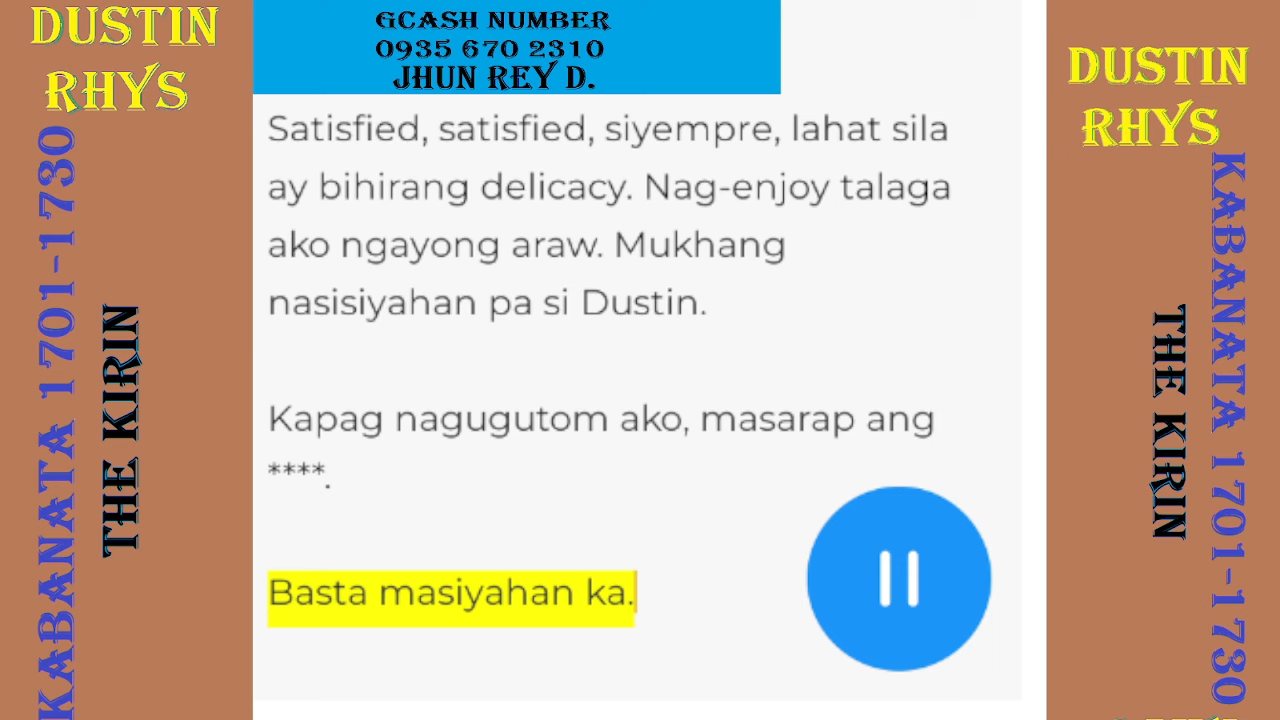 DUSTIN
RHYS
KABANATA 1701-1730
THE KIRIN
GCASH NUMBER
0935 670 2310
JHUN REY D.
Satisfied, satisfied, siyempre, lahat sila
ay bihirang delicacy. Nag-enjoy talaga
ako ngayong araw. Mukhang
nasisiyahan pa si Dustin.
Kapag nagugutom ako, masarap ang
****.
Basta masiyahan ka.
DUSTIN
RHYS
KABANATA 1701-1730
THE KIRIN